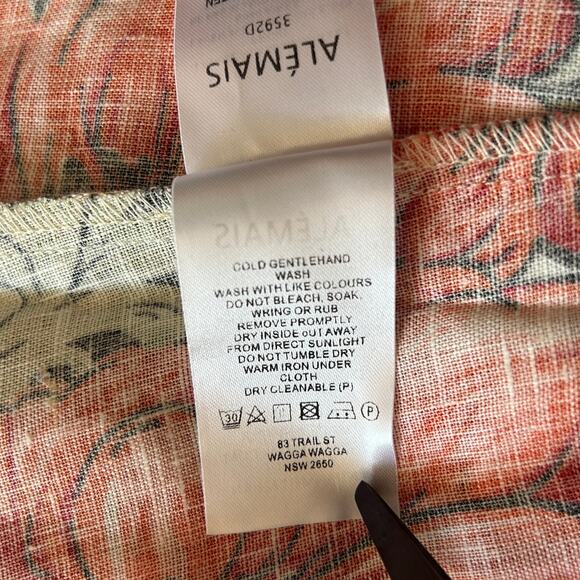 ALÉMAIS
3592D
ALÉMAIS
COLD GENTLEHAND
WASH
WASH WITH LIKE COLOURS
DO NOT BLEACH, SOAK,
WRING OR RUB
REMOVE PROMPTLY
DRY INSIDE OUT AWAY
FROM DIRECT SUNLIGHT
DO NOT TUMBLE DRY
WARM IRON UNDER
CLOTH
DRY CLEANABLE (P)
30 P
83 TRAIL ST
WAGGA WAGGA
NSW 2650